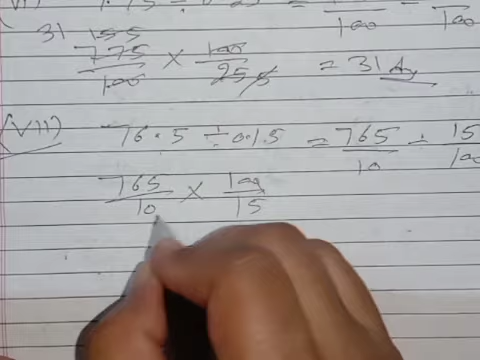 31 155
775/100 × 100/25 5 = 31 A
(VII) 76.5 ÷ 0.15 = 765/10 ÷ 15/100
765/10 × 100/15